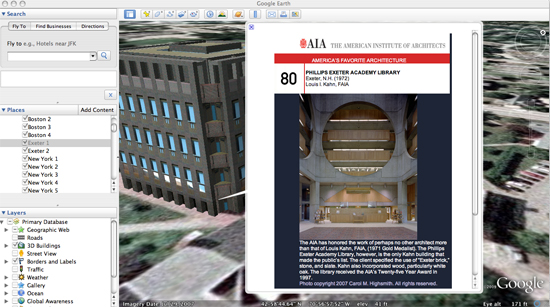 Google Earth
Search
Fly To
Find Businesses
Directions
Fly to e.g., Hotels near JFK
Places
Add Content
Boston 2
Boston 3
Boston 4
Exeter 1
Exeter 2
New York 1
New York 2
New York 3
New York 4
New York 5
Layers
Primary Database
Geographic Web
Roads
3D Buildings
Street View
Borders and Labels
Traffic
Weather
Gallery
Ocean
Global Awareness
AIA THE AMERICAN INSTITUTE OF ARCHITECTS
AMERICA'S FAVORITE ARCHITECTURE
80
PHILLIPS EXETER ACADEMY LIBRARY
Exeter, N.H. (1972)
Louis I. Kahn, FAIA
The AIA has honored the work of perhaps no other architect more
than that of Louis Kahn, FAIA, (1971 Gold Medalist). The Phillips
Exeter Academy Library, however, is the only Kahn building that
made the public's list. The client specified the use of "Exeter brick,"
stone, and slate. Kahn also incorporated wood, particularly white
oak. The library received the AIA's Twenty-five Year Award in
1997.
Photo copyright 2007 Carol M. Highsmith. All rights reserved.
Google
Imagery Date
elev 41 ft
Eye alt 171 ft